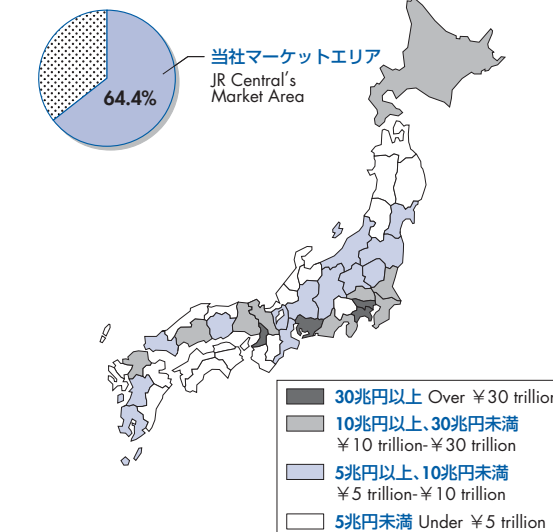 当社マーケットエリア
JR Central's
Market Area
64.4%
30兆円以上 Over ¥30 trillion
10兆円以上、30兆円未満
¥10 trillion-¥30 trillion
5兆円以上、10兆円未満
¥5 trillion-¥10 trillion
5兆円未満 Under ¥5 trillion